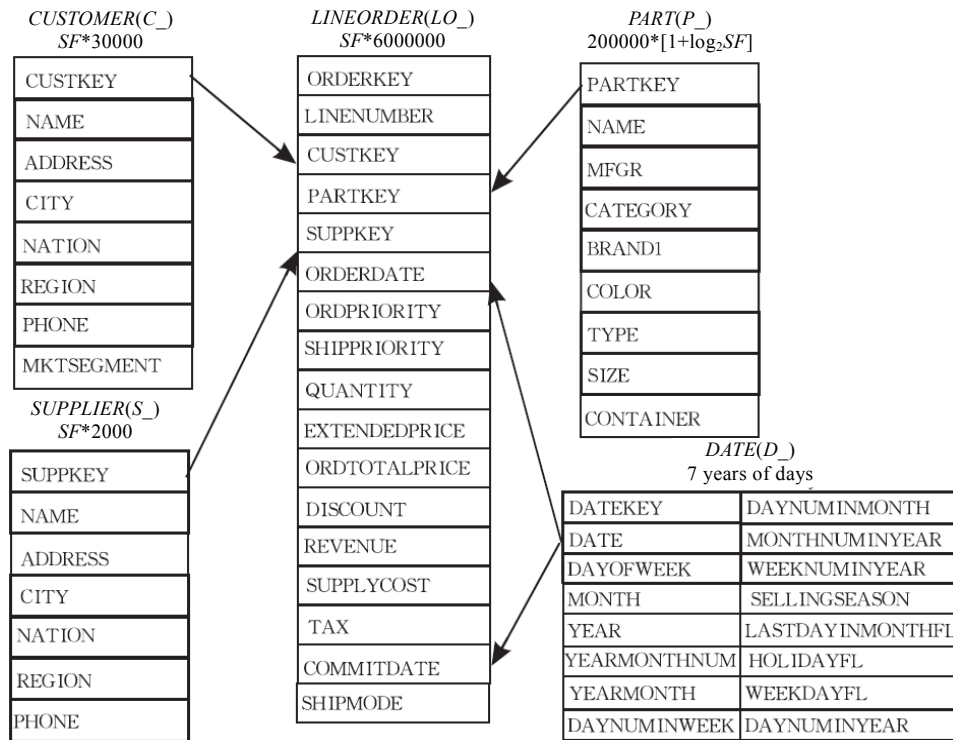 CUSTOMER(C_)
SF*30000
CUSTKEY
NAME
ADDRESS
CITY
NATION
REGION
PHONE
MKTSEGMENT
SUPPLIER(S_)
SF*2000
SUPPKEY
NAME
ADDRESS
CITY
NATION
REGION
PHONE
LINEORDER(LO_)
SF*6000000
ORDERKEY
LINENUMBER
CUSTKEY
PARTKEY
SUPPKEY
ORDERDATE
ORDPRIORITY
SHIPPRIORITY
QUANTITY
EXTENDEDPRICE
ORDTOTALPRICE
DISCOUNT
REVENUE
SUPPLYCOST
TAX
COMMITDATE
SHIPMODE
PART(P_)
200000*[1+log₂SF]
PARTKEY
NAME
MFGR
CATEGORY
BRAND1
COLOR
TYPE
SIZE
CONTAINER
DATE(D_)
7 years of days
DATEKEY DAYNUMINMONTH
DATE MONTHNUMINYEAR
DAYOFWEEK WEEKNUMINYEAR
MONTH SELLINGSEASON
YEAR LASTDAYINMONTHFL
YEARMONTHNUM HOLIDAYFL
YEARMONTH WEEKDAYFL
DAYNUMINWEEK DAYNUMINYEAR